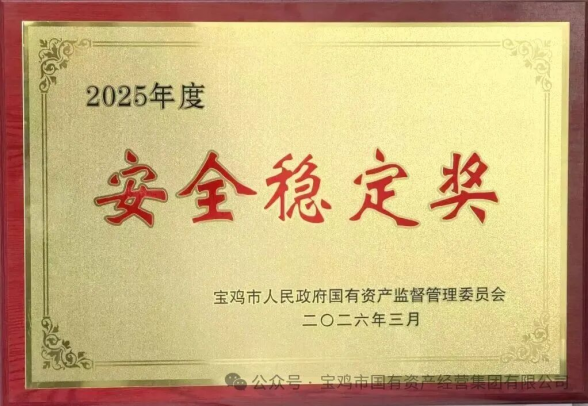 2025年度
安全稳定奖
宝鸡市人民政府国有资产监督管理委员会
二〇二六年三月
公众号·宝鸡市国有资产经营集团有限公司